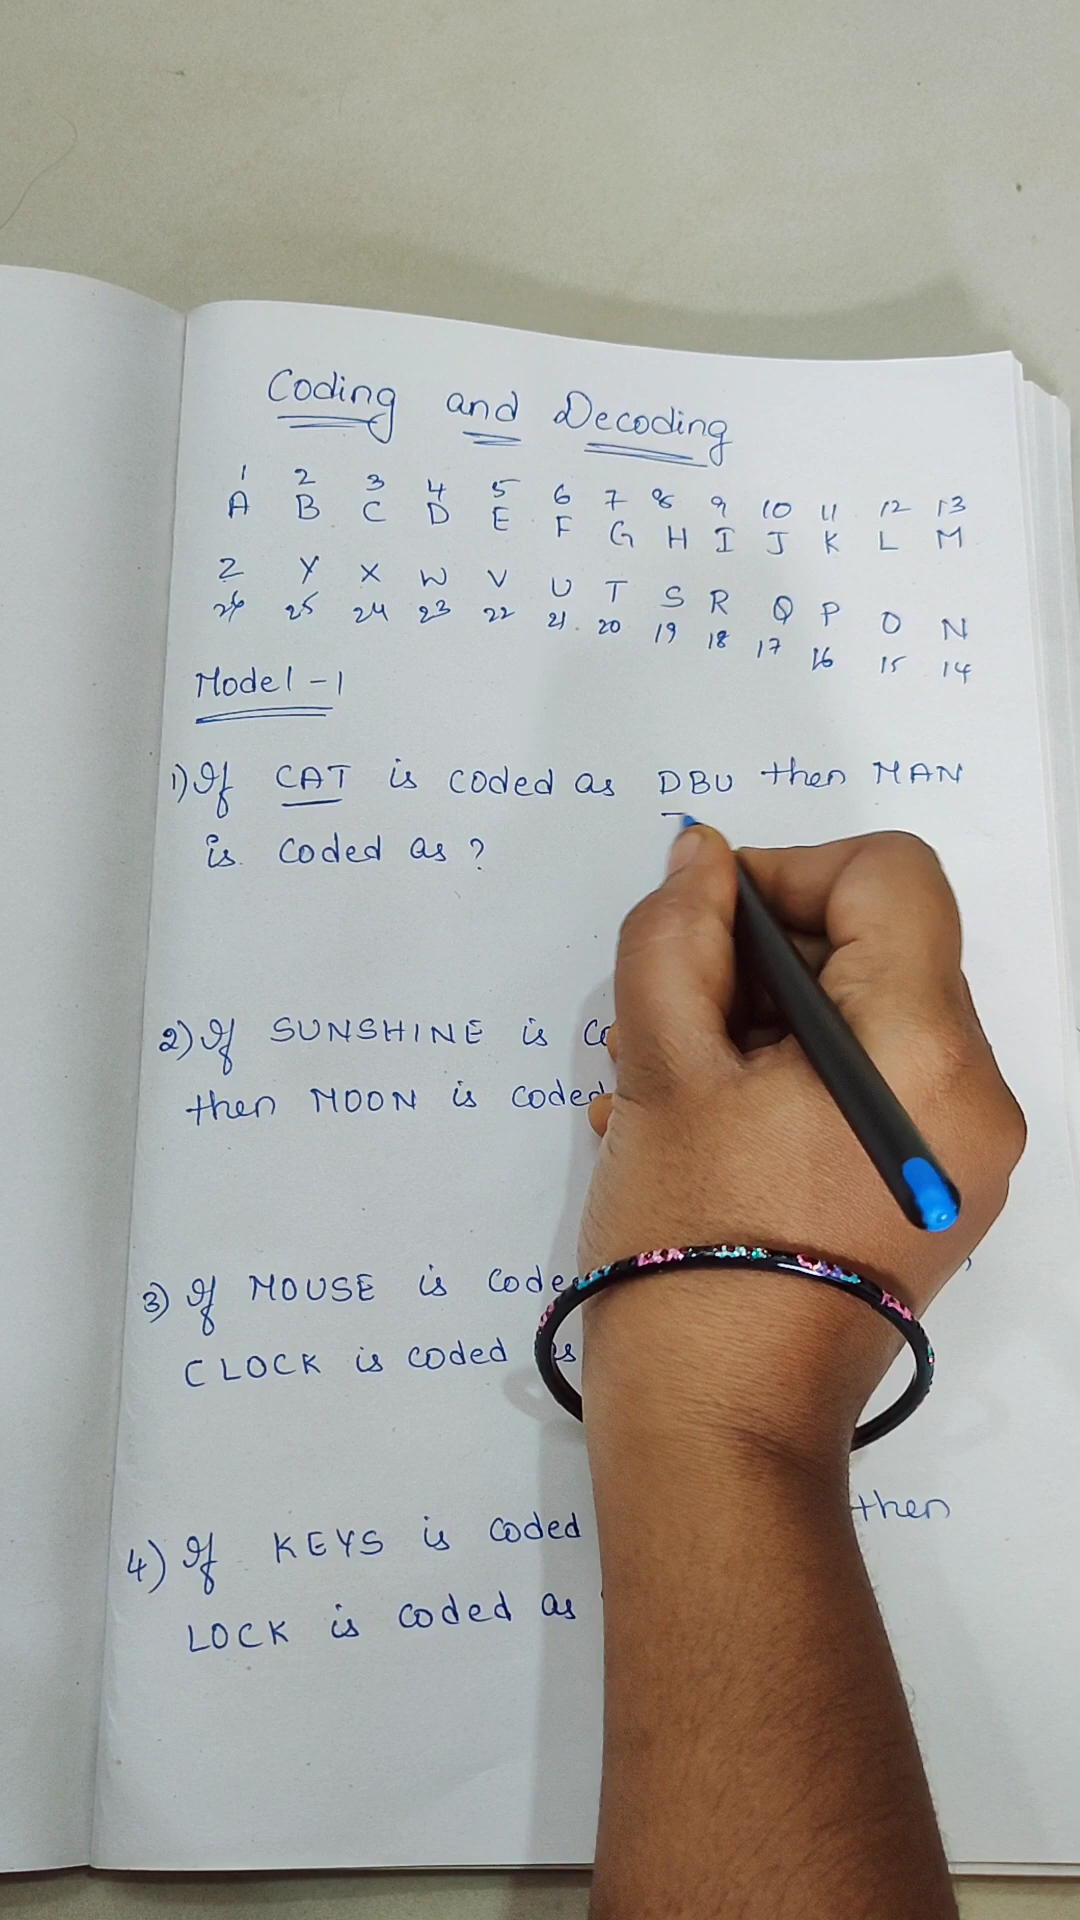 Coding and Decoding
1 2 3 4 5 6 7 8 9 10 11 12 13
A B C D E F G H I J K L M
Z Y X W V U T S R Q P O N
26 25 24 23 22 21 20 19 18 17 16 15 14
Model-1
1) If CAT is coded as DBU then MAN
is coded as ?
2) If SUNSHINE is
then MOON is coded
3) If MOUSE is
CLOCK is coded
4) If KEYS is coded then
LOCK is coded as